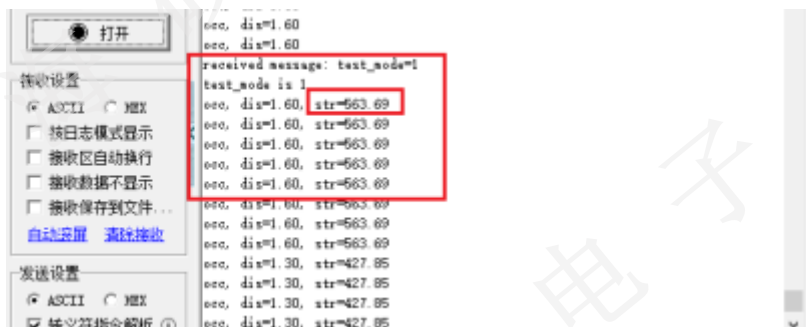 打开
接收设置
ASCII HEX
按日志模式显示
接收区自动换行
接收数据不显示
接收保存到文件...
自动滚屏 清除接收
发送设置
ASCII HEX
转义符指令解析
occ, dis=1.60
occ, dis=1.60
received message: test_mode=1
test_mode is 1
occ, dis=1.60, str=563.69
occ, dis=1.60, str=563.69
occ, dis=1.60, str=563.69
occ, dis=1.60, str=563.69
occ, dis=1.60, str=563.69
occ, dis=1.60, str=563.69
occ, dis=1.60, str=563.69
occ, dis=1.60, str=563.69
occ, dis=1.30, str=427.85
occ, dis=1.30, str=427.85
occ, dis=1.30, str=427.85
occ, dis=1.30, str=427.85
电
子